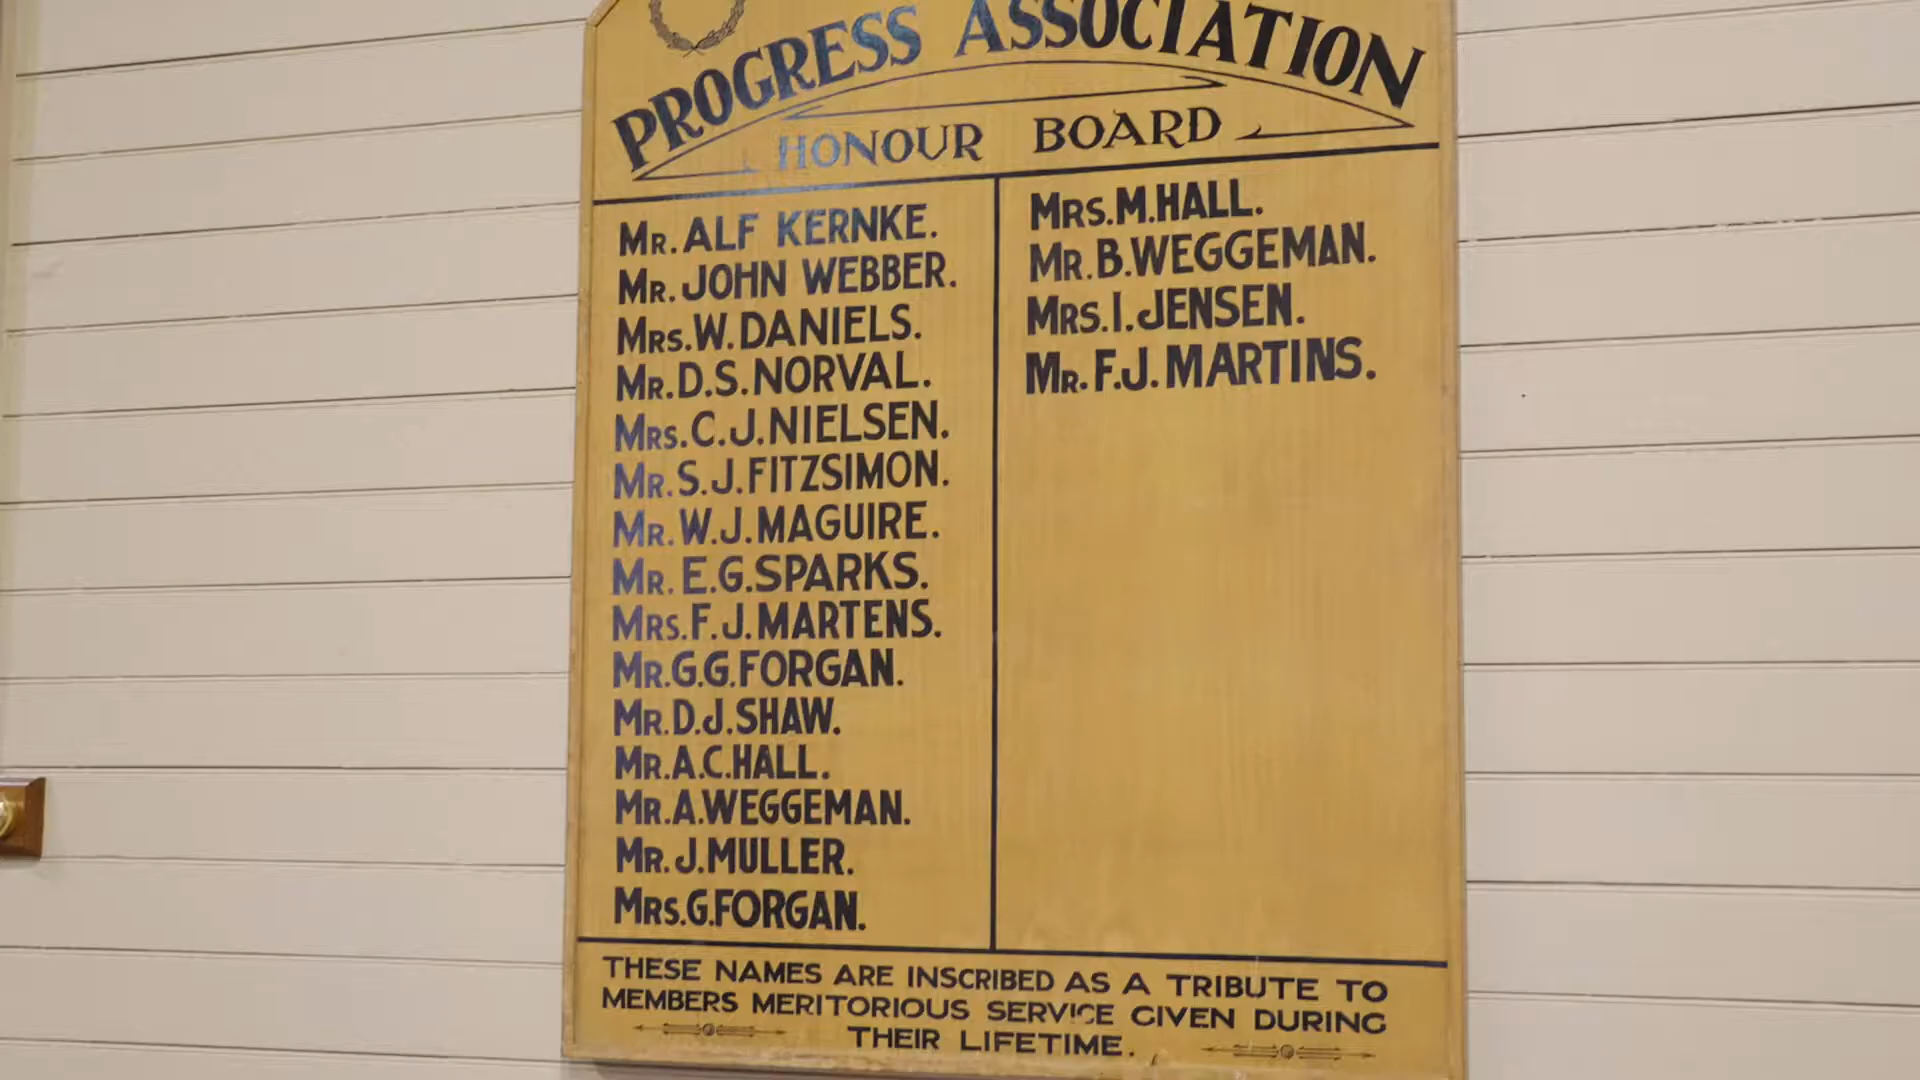 PROGRESS ASSOCIATION
HONOUR BOARD
MR. ALF KERNKE.
MR. JOHN WEBBER.
MRS. W. DANIELS.
MR. D. S. NORVAL.
MRS. C. J. NIELSEN.
MR. S. J. FITZSIMON.
MR. W. J. MAGUIRE.
MR. E. G. SPARKS.
MRS. F. J. MARTENS.
MR. G. G. FORGAN.
MR. D. J. SHAW.
MR. A. C. HALL.
MR. A. WEGGEMAN.
MR. J. MULLER.
MRS. G. FORGAN.
MRS. M. HALL.
MR. B. WEGGEMAN.
MRS. I. JENSEN.
MR. F. J. MARTINS.
THESE NAMES ARE INSCRIBED AS A TRIBUTE TO
MEMBERS MERITORIOUS SERVICE GIVEN DURING
THEIR LIFETIME.